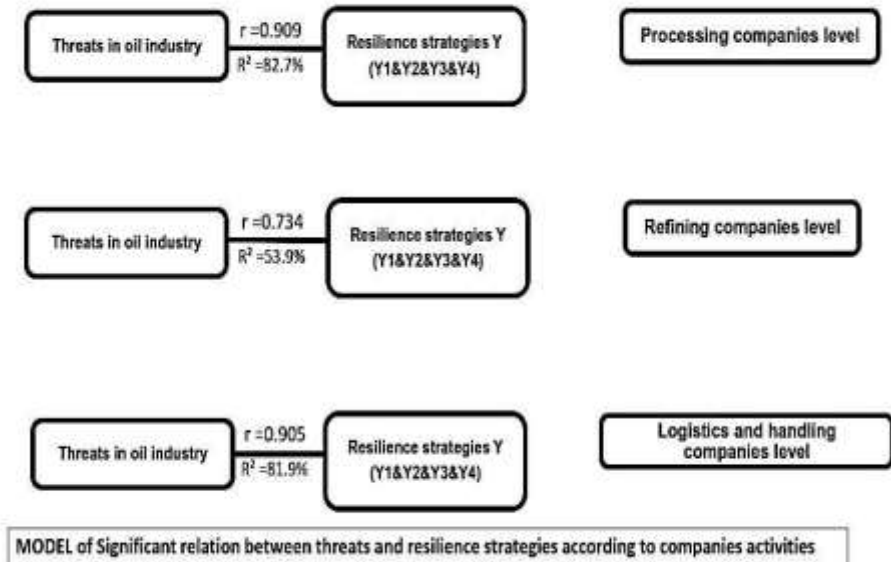 Threats in oil industry
r =0.909
R² =82.7%
Resilience strategies Y
(Y1&Y2&Y3&Y4)
Processing companies level
Threats in oil industry
r =0.734
R² =53.9%
Resilience strategies Y
(Y1&Y2&Y3&Y4)
Refining companies level
Threats in oil industry
r =0.905
R² =81.9%
Resilience strategies Y
(Y1&Y2&Y3&Y4)
Logistics and handling
companies level
MODEL of Significant relation between threats and resilience strategies according to companies activities